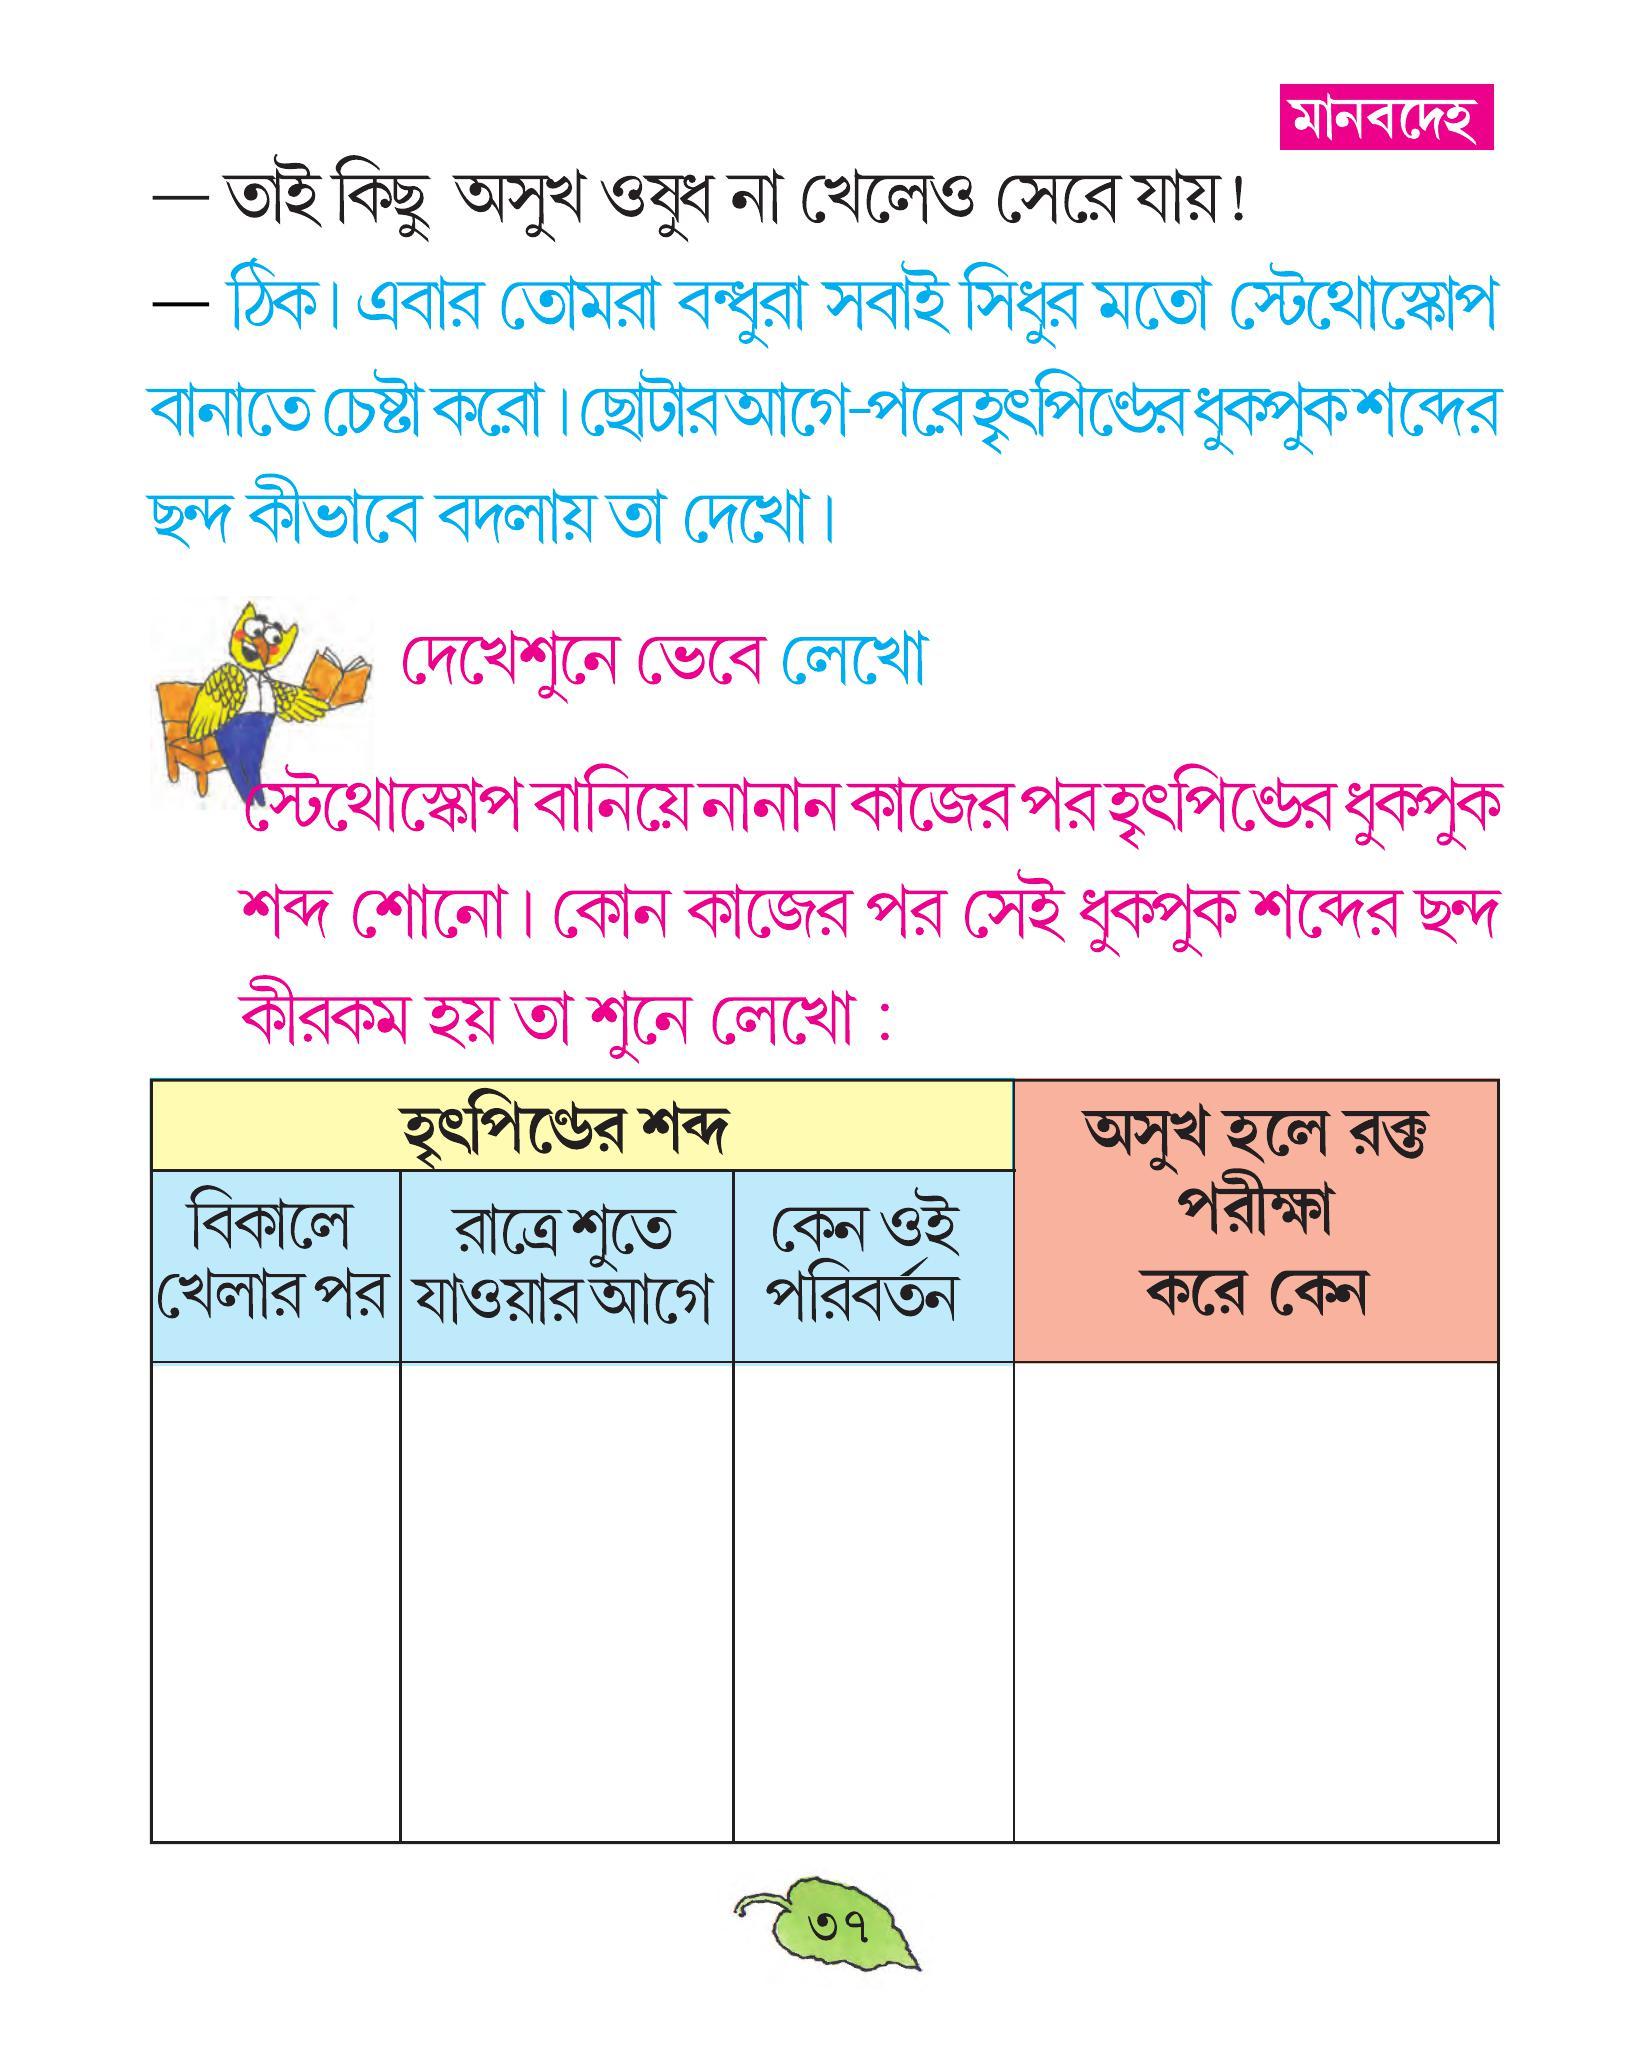 মানবদেহ
— তাই কিছু অসুখ ওষুধ না খেলেও সেরে যায়!
— ঠিক। এবার তোমরা বন্ধুরা সবাই সিধুর মতো স্টেথোস্কোপ
বানাতে চেষ্টা করো। ছোটার আগে-পরে হৃৎপিণ্ডের ধুকপুক শব্দের
ছন্দ কীভাবে বদলায় তা দেখো।
দেখেশুনে ভেবে লেখো
স্টেথোস্কোপ বানিয়ে নানান কাজের পর হৃৎপিণ্ডের ধুকপুক
শব্দ শোনো। কোন কাজের পর সেই ধুকপুক শব্দের ছন্দ
কীরকম হয় তা শুনে লেখো :
হৃৎপিণ্ডের শব্দ
বিকালে
খেলার পর
রাত্রে শুতে
যাওয়ার আগে
কেন ওই
পরিবর্তন
অসুখ হলে রক্ত
পরীক্ষা
করে কেন
৩৭